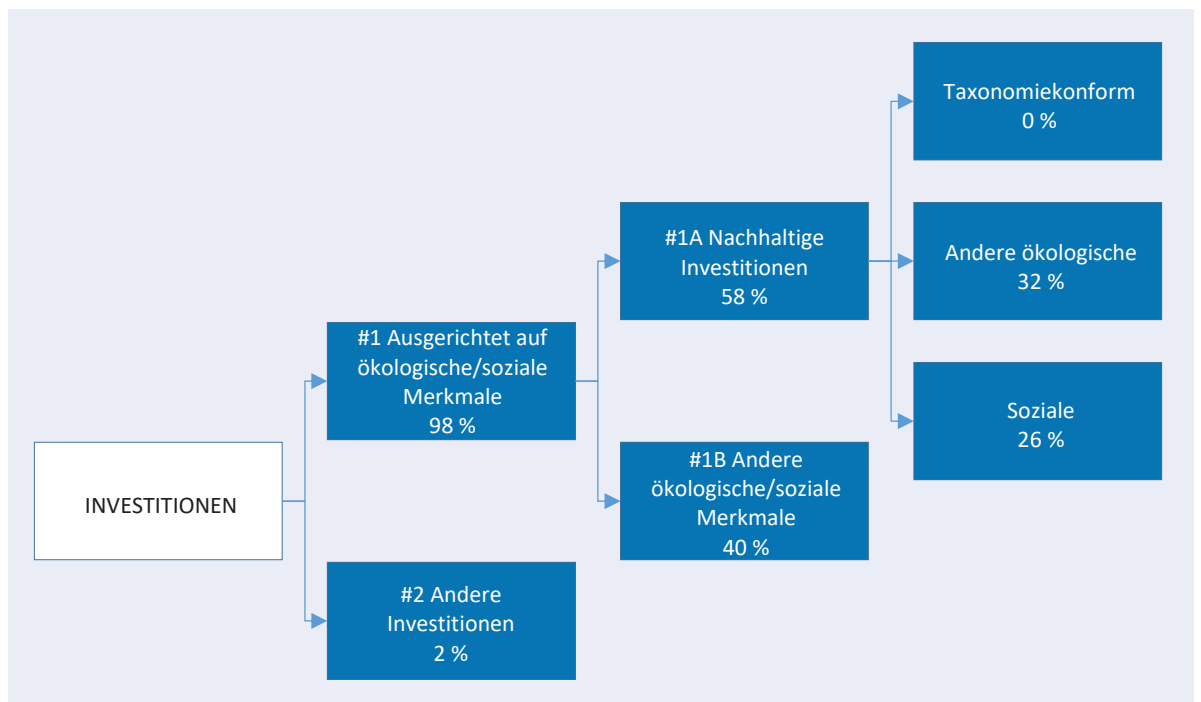 INVESTITIONEN
#1 Ausgerichtet auf
ökologische/soziale
Merkmale
98 %
#2 Andere
Investitionen
2 %
#1A Nachhaltige
Investitionen
58 %
#1B Andere
ökologische/soziale
Merkmale
40 %
Taxonomiekonform
0 %
Andere ökologische
32 %
Soziale
26 %